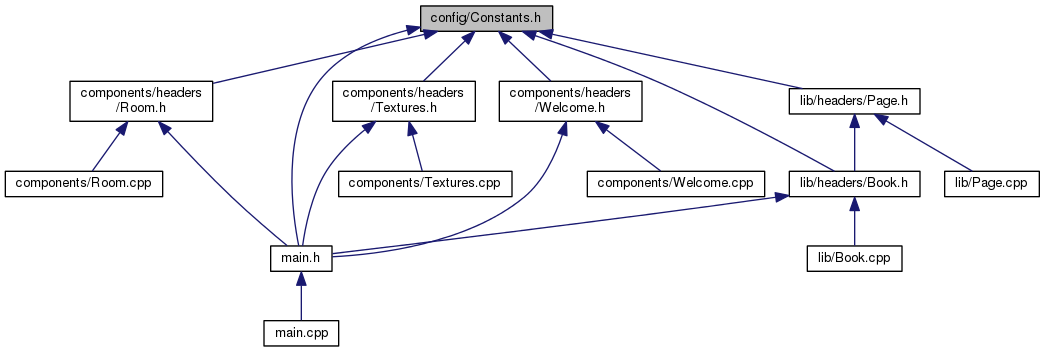 config/Constants.h
components/headers
/Room.h
components/headers
/Textures.h
components/headers
/Welcome.h
lib/headers/Page.h
components/Room.cpp
components/Textures.cpp
components/Welcome.cpp
lib/headers/Book.h
lib/Page.cpp
main.h
lib/Book.cpp
main.cpp